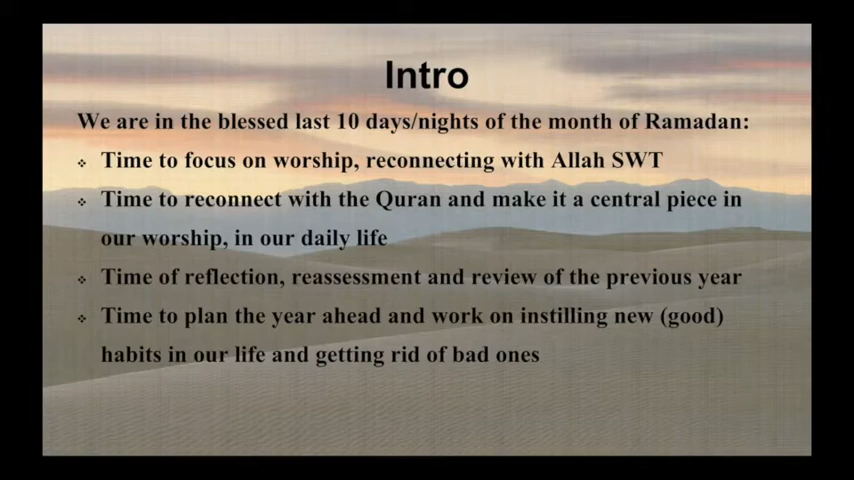 Intro
We are in the blessed last 10 days/nights of the month of Ramadan:
❖ Time to focus on worship, reconnecting with Allah SWT
❖ Time to reconnect with the Quran and make it a central piece in
our worship, in our daily life
❖ Time of reflection, reassessment and review of the previous year
❖ Time to plan the year ahead and work on instilling new (good)
habits in our life and getting rid of bad ones